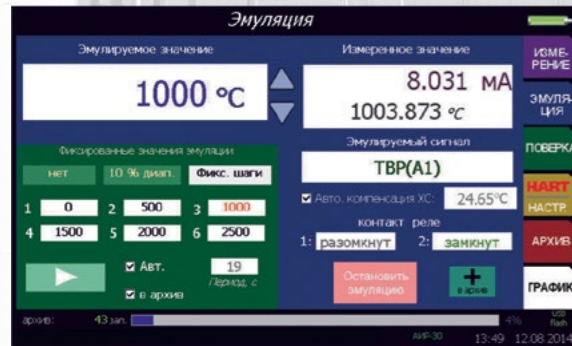 Эмуляция
Эмулируемое значение
1000 °C
Измеренное значение
8.031 мА
1003.873 °C
Эмулируемый сигнал
ТВР(А1)
Авто. компенсация ХС: 24.65°C
контакт реле
1: разомкнут 2: замкнут
Остановить
эмуляцию
+
в архив
Фиксированные значения эмуляции
нет 10 % диап. Фикс. шаги
1 0 2 500 3 1000
4 1500 5 2000 6 2500
Авт. 19
Период, с
в архив
ИЗМЕ-
РЕНИЕ
ЭМУЛЯ-
ЦИЯ
ПОВЕРКА
HART
НАСТР.
АРХИВ
ГРАФИК
архив: 43 зап. 4% USB
flash
АИР-30 13:49 12.08.2014